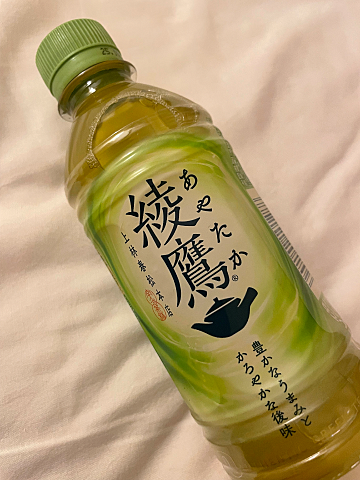 綾鷹
あやたか®
上林春松本店
豊かなうまみと
かろやかな後味